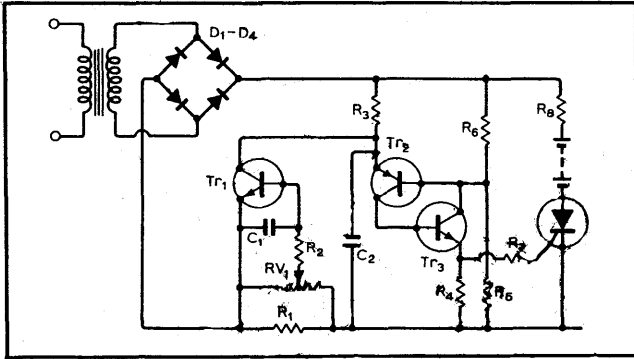 D₁-D₄
R₃
R₆
R₈
Tr₂
Tr₁
C₁
R₂
C₂
Tr₃
RV₁
R₄
R₅
R₁